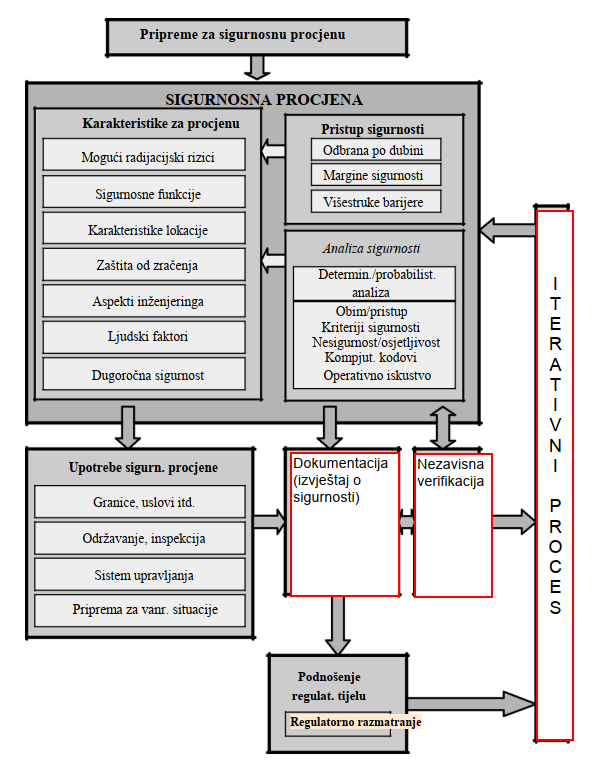 Pripreme za sigurnosnu procjenu
SIGURNOSNA PROCJENA
Karakteristike za procjenu
Mogući radijacijski rizici
Sigurnosne funkcije
Karakteristike lokacije
Zaštita od zračenja
Aspekti inženjeringa
Ljudski faktori
Dugoročna sigurnost
Pristup sigurnosti
Odbrana po dubini
Margine sigurnosti
Višestruke barijere
Analiza sigurnosti
Determin./probabilist.
analiza
Obim/pristup
Kriteriji sigurnosti
Nesigurnost/osjetljivost
Kompjut. kodovi
Operativno iskustvo
Upotrebe sigurn. procjene
Granice, uslovi itd.
Održavanje, inspekcija
Sistem upravljanja
Priprema za vanr. situacije
Dokumentacija
(izvještaj o
sigurnosti)
Nezavisna
verifikacija
Podnošenje
regulat. tijelu
Regulatorno razmatranje
ITERATIVNI PROCES